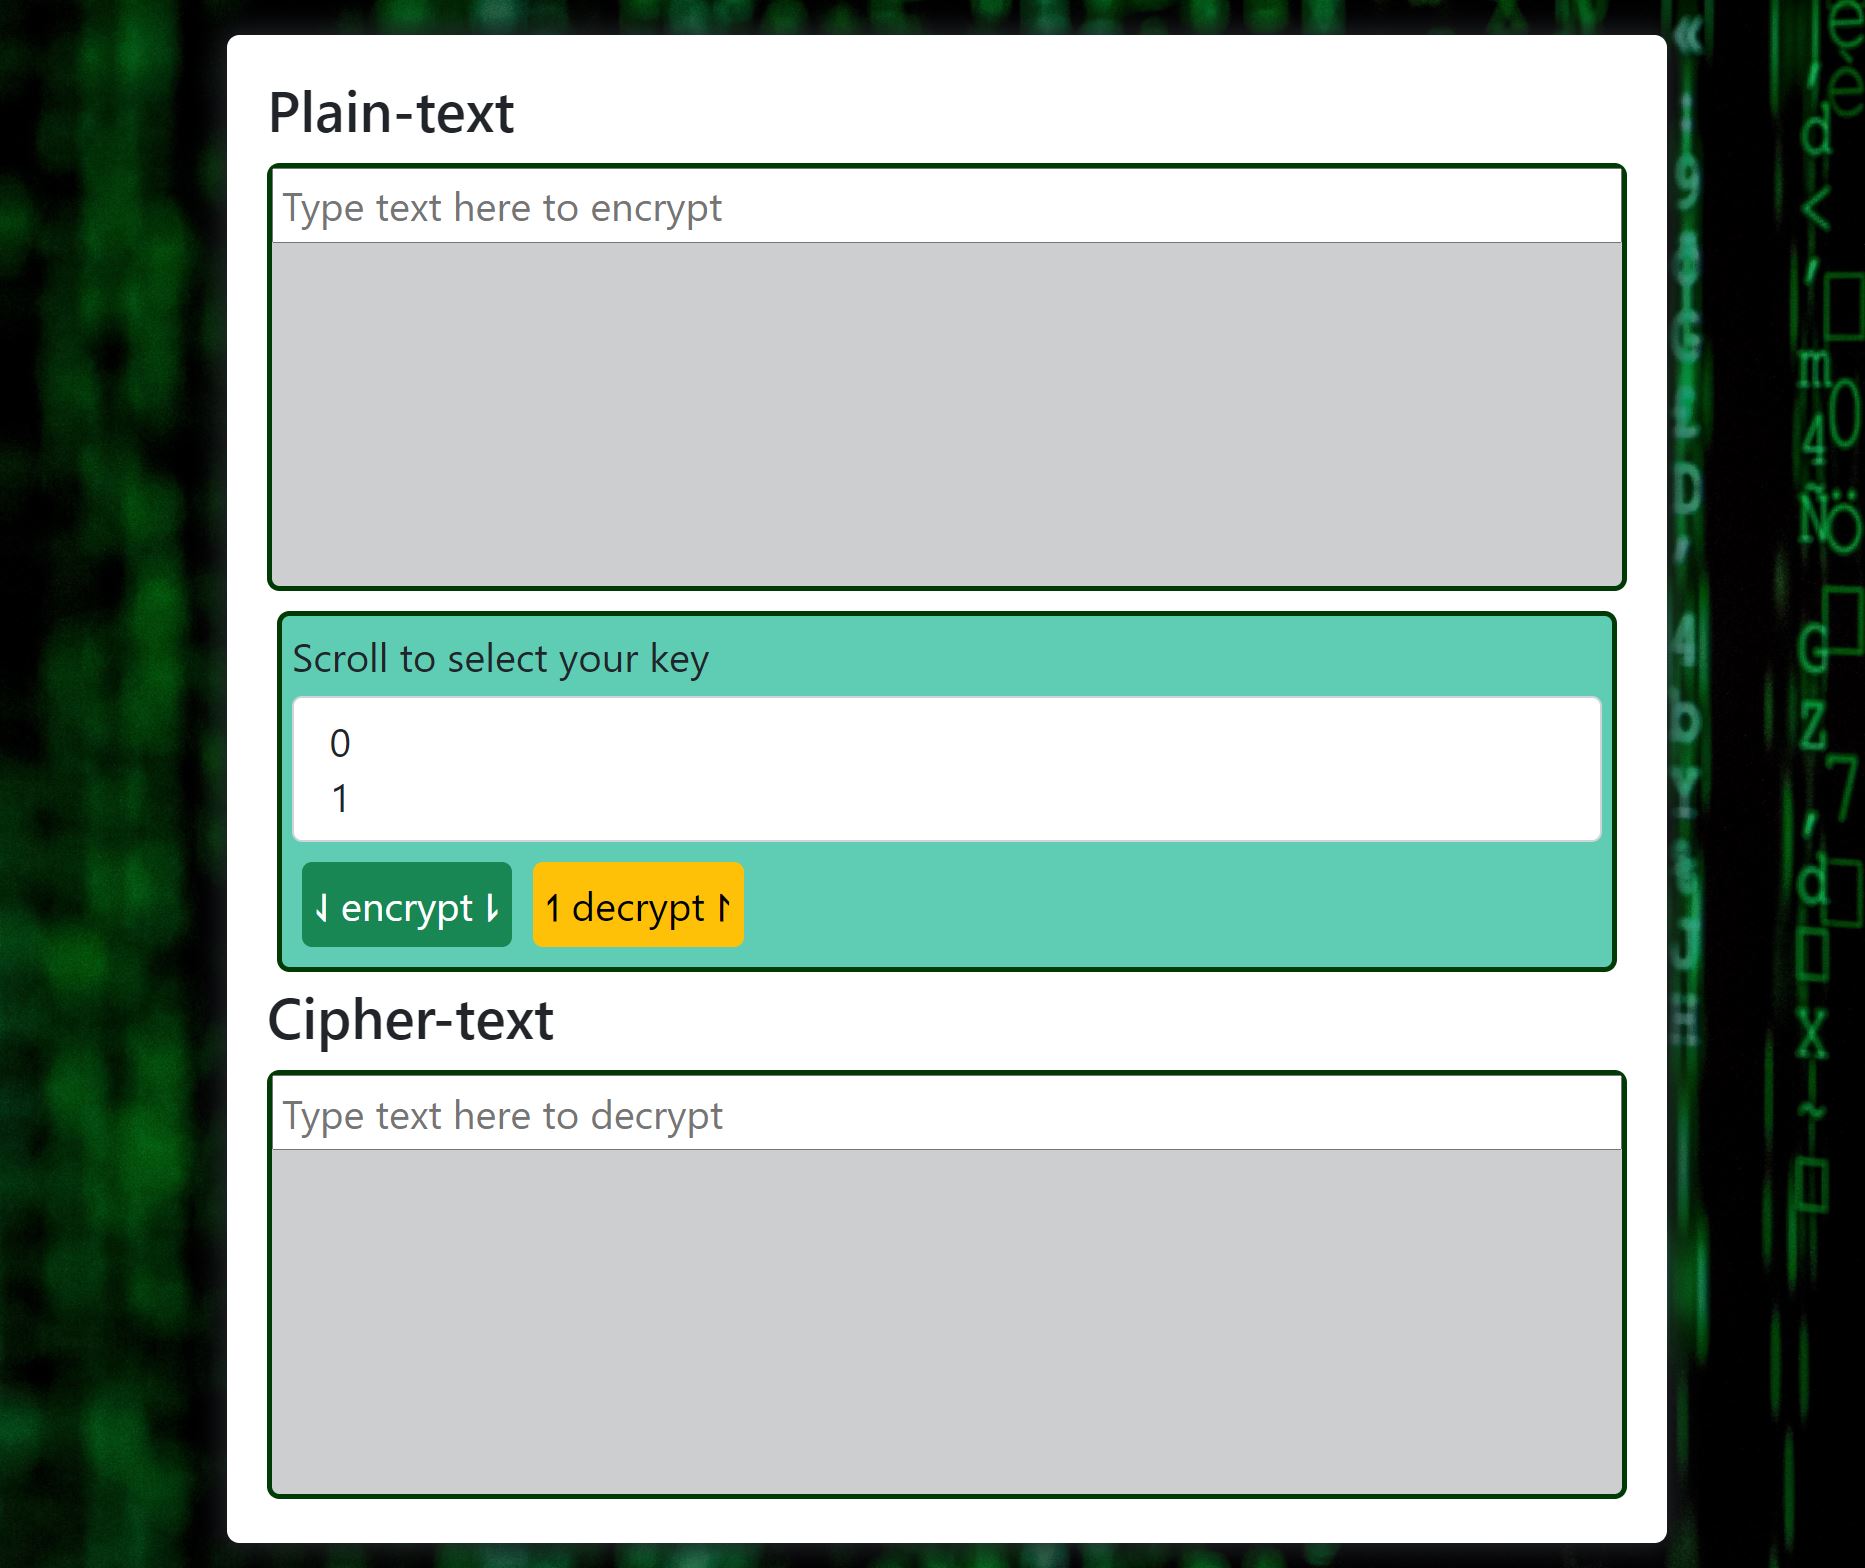 Plain-text
Type text here to encrypt
Scroll to select your key
0
1
⇃ encrypt ⇂
↿ decrypt ↾
Cipher-text
Type text here to decrypt